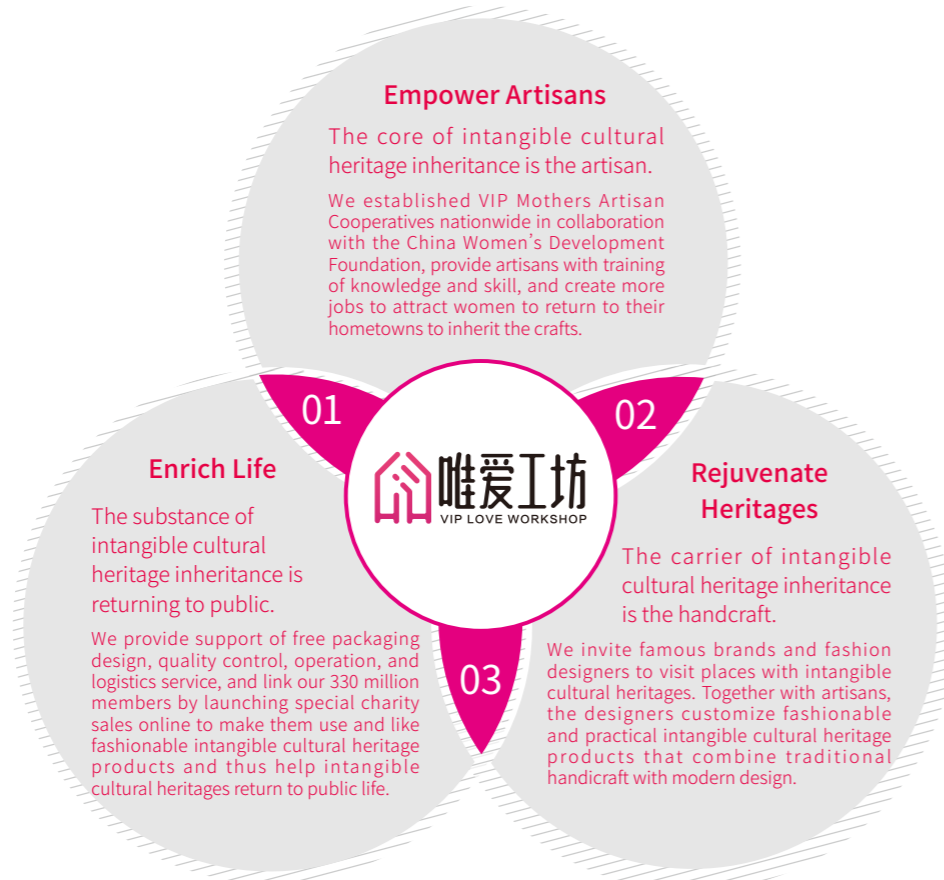 Empower Artisans
The core of intangible cultural
heritage inheritance is the artisan.
We established VIP Mothers Artisan
Cooperatives nationwide in collaboration
with the China Women's Development
Foundation, provide artisans with training
of knowledge and skill, and create more
jobs to attract women to return to their
hometowns to inherit the crafts.
01
02
唯爱工坊
VIP LOVE WORKSHOP
Enrich Life
The substance of
intangible cultural
heritage inheritance is
returning to public.
We provide support of free packaging
design, quality control, operation, and
logistics service, and link our 330 million
members by launching special charity
sales online to make them use and like
fashionable intangible cultural heritage
products and thus help intangible
cultural heritages return to public life.
03
Rejuvenate
Heritages
The carrier of intangible
cultural heritage inheritance
is the handcraft.
We invite famous brands and fashion
designers to visit places with intangible
cultural heritages. Together with artisans,
the designers customize fashionable
and practical intangible cultural heritage
products that combine traditional
handicraft with modern design.